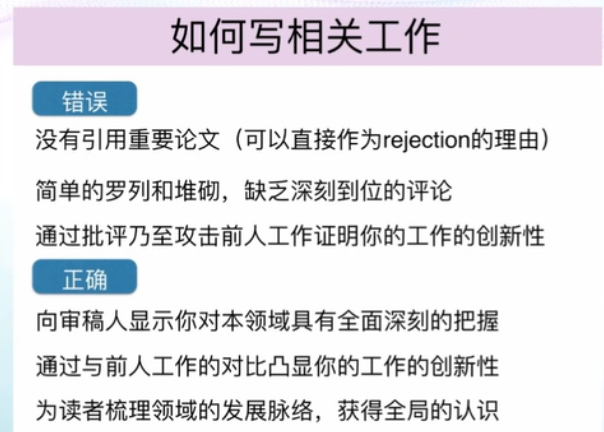 如何写相关工作
错误
没有引用重要论文（可以直接作为rejection的理由）
简单的罗列和堆砌，缺乏深刻到位的评论
通过批评乃至攻击前人工作证明你的工作的创新性
正确
向审稿人显示你对本领域具有全面深刻的把握
通过与前人工作的对比凸显你的工作的创新性
为读者梳理领域的发展脉络，获得全局的认识